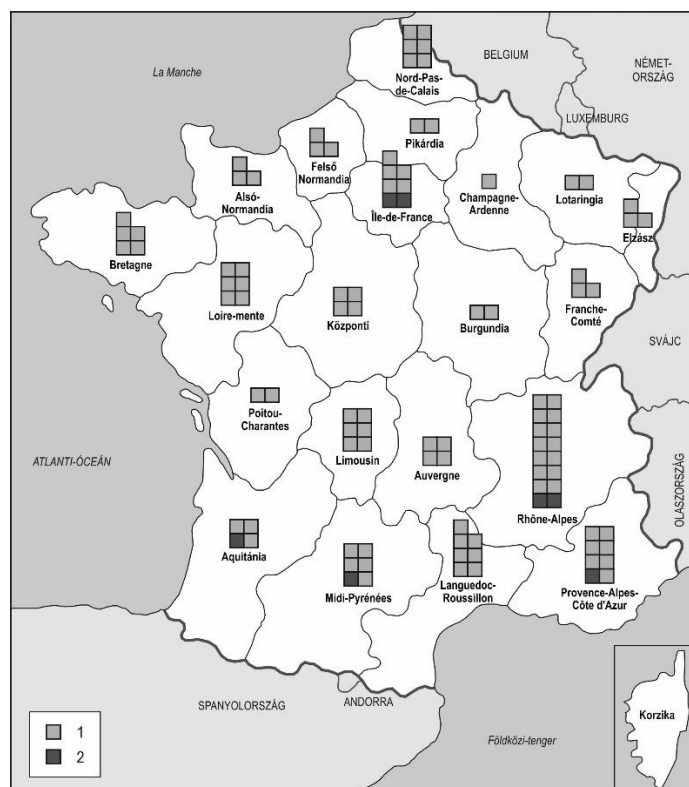 BELGIUM
NÉMET-
ORSZÁG
La Manche
Nord-Pas-
de-Calais
LUXEMBURG
Pikárdia
Felső
Normandia
Alsó-
Normandia
Île-de-France
Champagne-
Ardenne
Lotaringia
Elzász
Bretagne
Loire-mente
Központi
Burgundia
Franche-
Comté
SVÁJC
Poitou-
Charantes
Limousin
Auvergne
Rhône-Alpes
ATLANTI-ÓCEÁN
OLASZORSZÁG
Aquitánia
Midi-Pyrénées
Languedoc-
Roussillon
Provence-Alpes-
Côte d'Azur
SPANYOLORSZÁG
ANDORRA
Földközi-tenger
Korzika
1
2